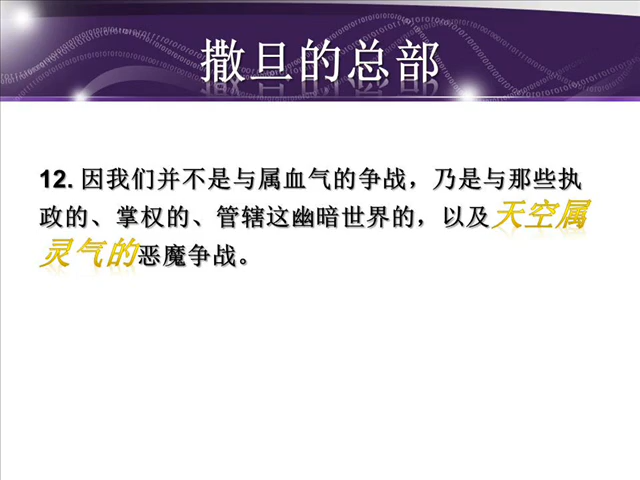 撒旦的总部
12. 因我们并不是与属血气的争战，乃是与那些执
政的、掌权的、管辖这幽暗世界的，以及天空属
灵气的恶魔争战。